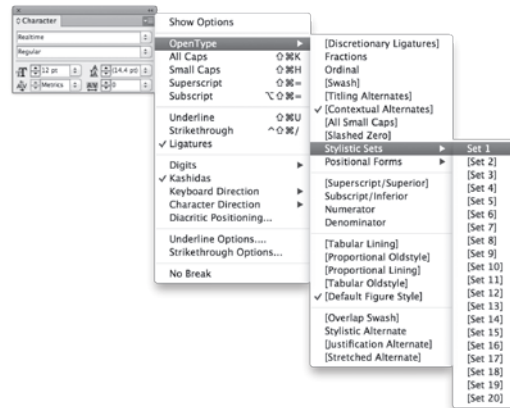 Character
Realtime
Regular
12 pt
(14,4 pt)
Metrics
0
Show Options
OpenType
All Caps ⇧⌘K
Small Caps ⇧⌘H
Superscript ⇧⌘=
Subscript ⌥⇧⌘=
Underline ⇧⌘U
Strikethrough ^⇧⌘/
✓ Ligatures
Digits
✓ Kashidas
Keyboard Direction
Character Direction
Diacritic Positioning...
Underline Options....
Strikethrough Options...
No Break
[Discretionary Ligatures]
Fractions
Ordinal
[Swash]
[Titling Alternates]
✓ [Contextual Alternates]
[All Small Caps]
[Slashed Zero]
Stylistic Sets
Positional Forms
[Superscript/Superior]
Subscript/Inferior
Numerator
Denominator
[Tabular Lining]
[Proportional Oldstyle]
[Proportional Lining]
[Tabular Oldstyle]
✓ [Default Figure Style]
[Overlap Swash]
Stylistic Alternate
[Justification Alternate]
[Stretched Alternate]
Set 1
[Set 2]
[Set 3]
[Set 4]
[Set 5]
[Set 6]
[Set 7]
[Set 8]
[Set 9]
[Set 10]
[Set 11]
[Set 12]
[Set 13]
[Set 14]
[Set 15]
[Set 16]
[Set 17]
[Set 18]
[Set 19]
[Set 20]